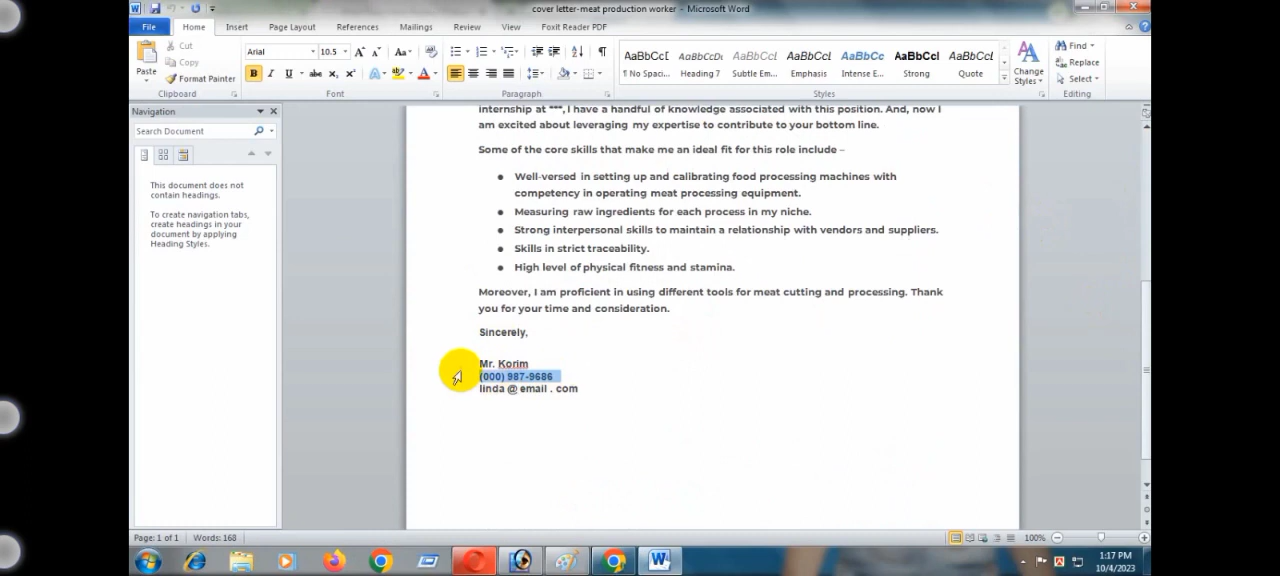 cover letter-meat production worker - Microsoft Word
File Home Insert Page Layout References Mailings Review View Foxit Reader PDF
Paste
Cut
Copy
Format Painter
Clipboard
Arial 10.5
Font
Paragraph
AaBbCcI AaBbCcDc AaBbCcl AaBbCcl AaBbCc AaBbCcl AaBbCcl
¶ No Spaci... Heading 7 Subtle Em... Emphasis Intense E... Strong Quote
Styles
Change Styles
Find
Replace
Select
Editing
Navigation
Search Document
This document does not
contain headings.
To create navigation tabs,
create headings in your
document by applying
Heading Styles.
internship at ***, I have a handful of knowledge associated with this position. And, now I
am excited about leveraging my expertise to contribute to your bottom line.
Some of the core skills that make me an ideal fit for this role include –
● Well-versed in setting up and calibrating food processing machines with
competency in operating meat processing equipment.
● Measuring raw ingredients for each process in my niche.
● Strong interpersonal skills to maintain a relationship with vendors and suppliers.
● Skills in strict traceability.
● High level of physical fitness and stamina.
Moreover, I am proficient in using different tools for meat cutting and processing. Thank
you for your time and consideration.
Sincerely,
Mr. Korim
(000) 987-9686
linda @ email . com
Page: 1 of 1 Words: 168
100%
1:17 PM
10/4/2023